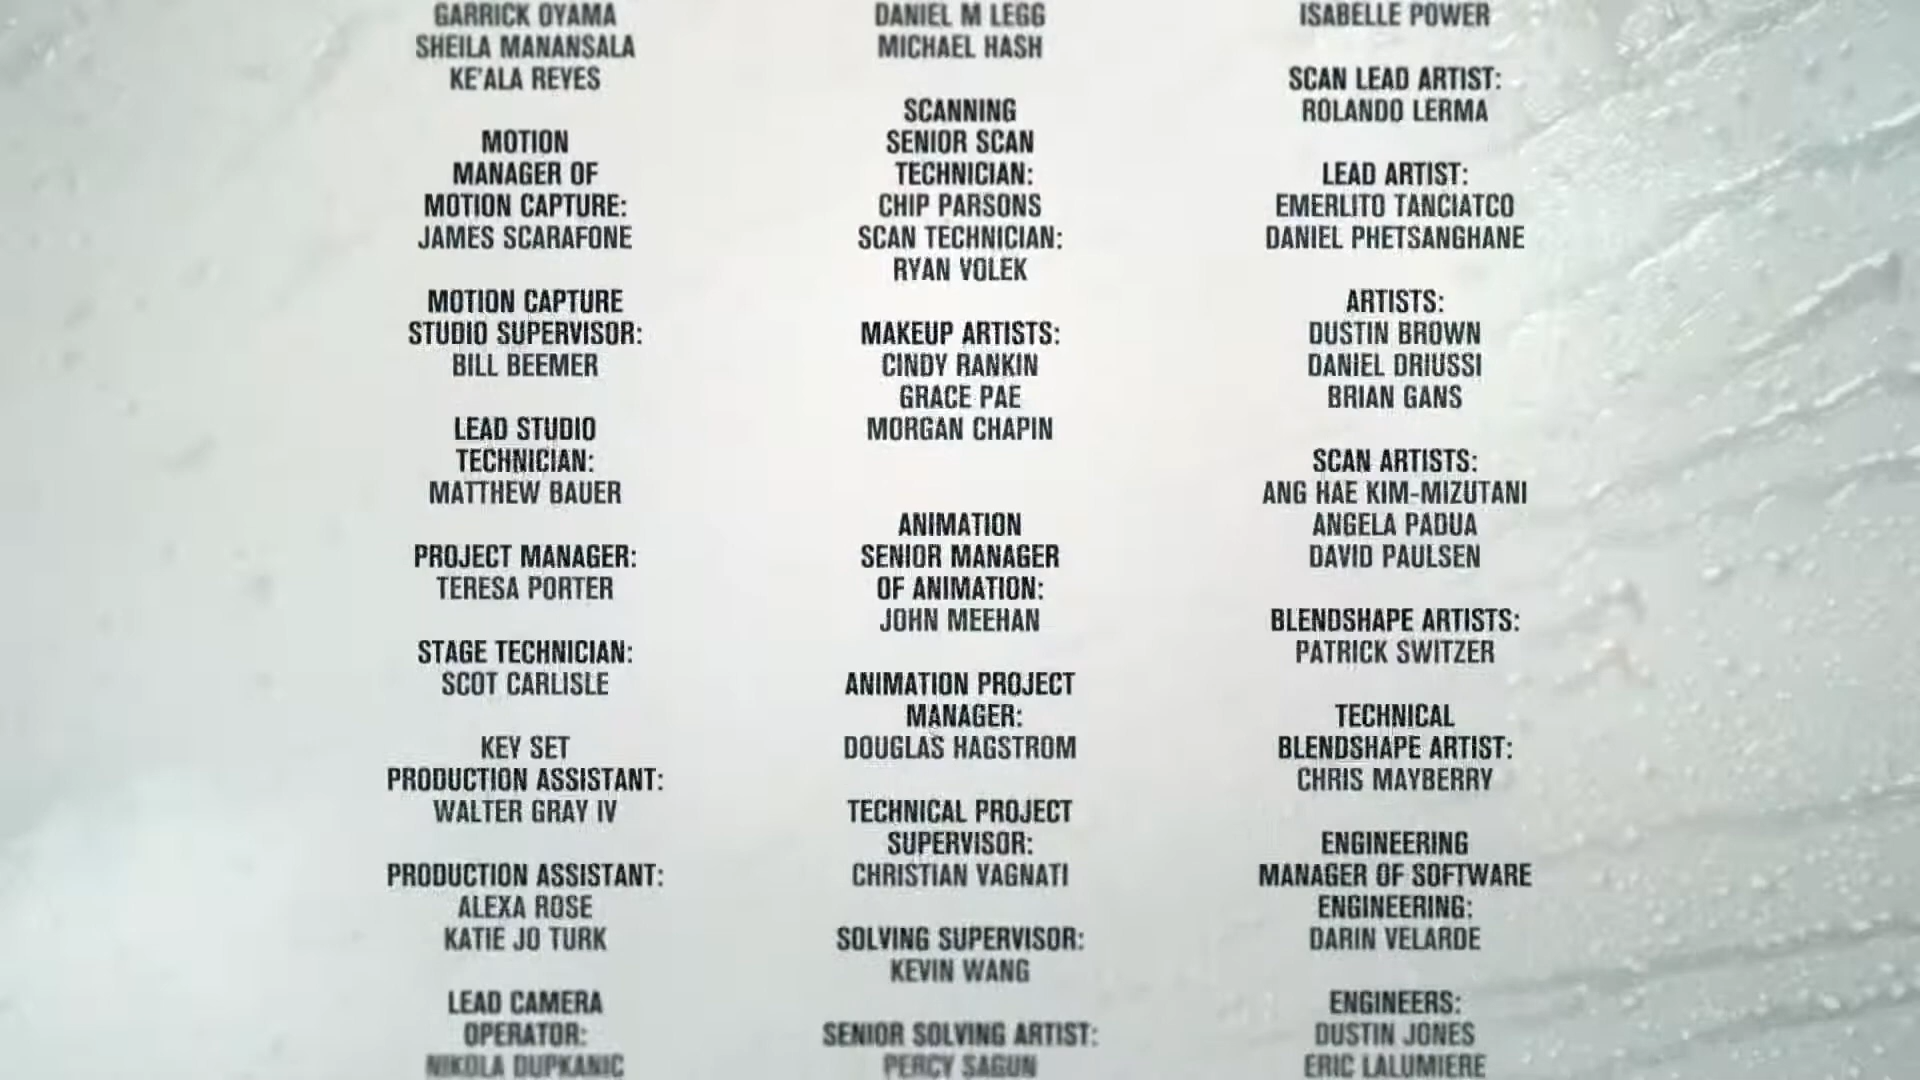 GARRICK OYAMA
SHEILA MANANSALA
KE'ALA REYES
MOTION
MANAGER OF
MOTION CAPTURE:
JAMES SCARAFONE
MOTION CAPTURE
STUDIO SUPERVISOR:
BILL BEEMER
LEAD STUDIO
TECHNICIAN:
MATTHEW BAUER
PROJECT MANAGER:
TERESA PORTER
STAGE TECHNICIAN:
SCOT CARLISLE
KEY SET
PRODUCTION ASSISTANT:
WALTER GRAY IV
PRODUCTION ASSISTANT:
ALEXA ROSE
KATIE JO TURK
LEAD CAMERA
OPERATOR:
NIKOLA DUPKANIC
DANIEL M LEGG
MICHAEL HASH
SCANNING
SENIOR SCAN
TECHNICIAN:
CHIP PARSONS
SCAN TECHNICIAN:
RYAN VOLEK
MAKEUP ARTISTS:
CINDY RANKIN
GRACE PAE
MORGAN CHAPIN
ANIMATION
SENIOR MANAGER
OF ANIMATION:
JOHN MEEHAN
ANIMATION PROJECT
MANAGER:
DOUGLAS HAGSTROM
TECHNICAL PROJECT
SUPERVISOR:
CHRISTIAN VAGNATI
SOLVING SUPERVISOR:
KEVIN WANG
SENIOR SOLVING ARTIST:
PERCY SAGUN
ISABELLE POWER
SCAN LEAD ARTIST:
ROLANDO LERMA
LEAD ARTIST:
EMERLITO TANCIATCO
DANIEL PHETSANGHANE
ARTISTS:
DUSTIN BROWN
DANIEL DRIUSSI
BRIAN GANS
SCAN ARTISTS:
ANG HAE KIM-MIZUTANI
ANGELA PADUA
DAVID PAULSEN
BLENDSHAPE ARTISTS:
PATRICK SWITZER
TECHNICAL
BLENDSHAPE ARTIST:
CHRIS MAYBERRY
ENGINEERING
MANAGER OF SOFTWARE
ENGINEERING:
DARIN VELARDE
ENGINEERS:
DUSTIN JONES
ERIC LALUMIERE